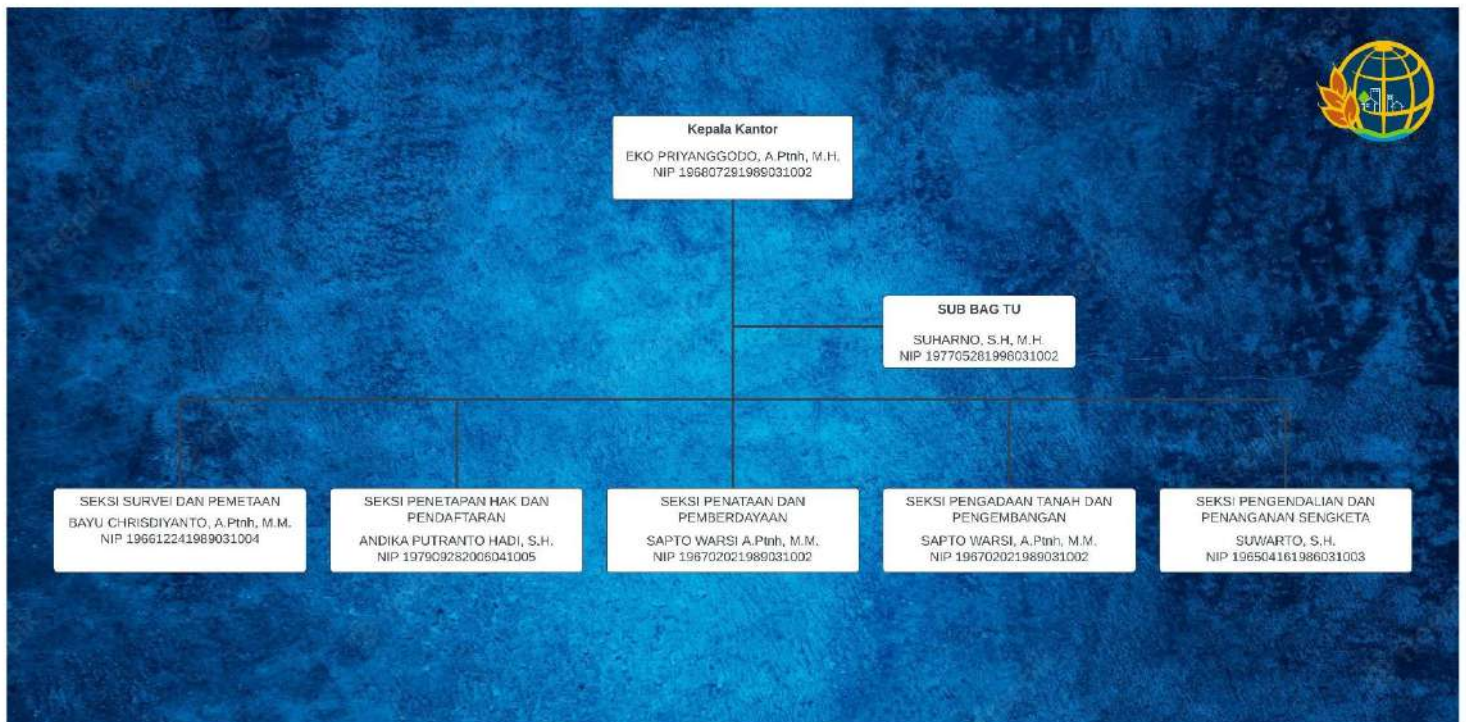 Kepala Kantor
EKO PRIYANGGODO, A.Ptnh, M.H.
NIP 196807291989031002
SUB BAG TU
SUHARNO, S.H, M.H.
NIP 197705281998031002
SEKSI SURVEI DAN PEMETAAN
BAYU CHRISDIYANTO, A.Ptnh, M.M.
NIP 196612241989031004
SEKSI PENETAPAN HAK DAN
PENDAFTARAN
ANDIKA PUTRANTO HADI, S.H.
NIP 197909282006041005
SEKSI PENATAAN DAN
PEMBERDAYAAN
SAPTO WARSI A.Ptnh, M.M.
NIP 196702021989031002
SEKSI PENGADAAN TANAH DAN
PENGEMBANGAN
SAPTO WARSI, A.Ptnh, M.M.
NIP 196702021989031002
SEKSI PENGENDALIAN DAN
PENANGANAN SENGKETA
SUWARTO, S.H.
NIP 196504161986031003